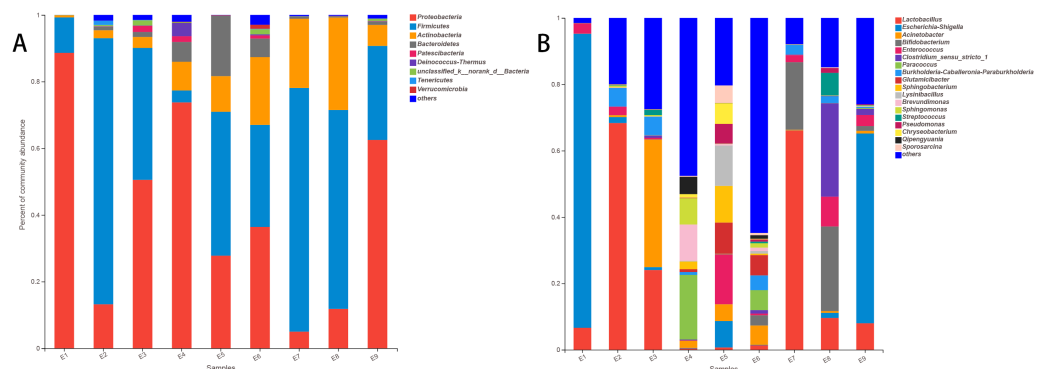 A
Percent of community abundance
1
0.8
0.6
0.4
0.2
0
E1 E2 E3 E4 E5 E6 E7 E8 E9
Samples
Proteobacteria
Firmicutes
Actinobacteria
Bacteroidetes
Patescibacteria
Deinococcus-Thermus
unclassified_k__norank_d__Bacteria
Tenericutes
Verrucomicrobia
others
B
1
0.8
0.6
0.4
0.2
0
E1 E2 E3 E4 E5 E6 E7 E8 E9
Samples
Lactobacillus
Escherichia-Shigella
Acinetobacter
Bifidobacterium
Enterococcus
Clostridium_sensu_stricto_1
Paracoccus
Burkholderia-Caballeronia-Paraburkholderia
Glutamicibacter
Sphingobacterium
Lysinibacillus
Brevundimonas
Sphingomonas
Streptococcus
Pseudomonas
Chryseobacterium
Qipengyuania
Sporosarcina
others